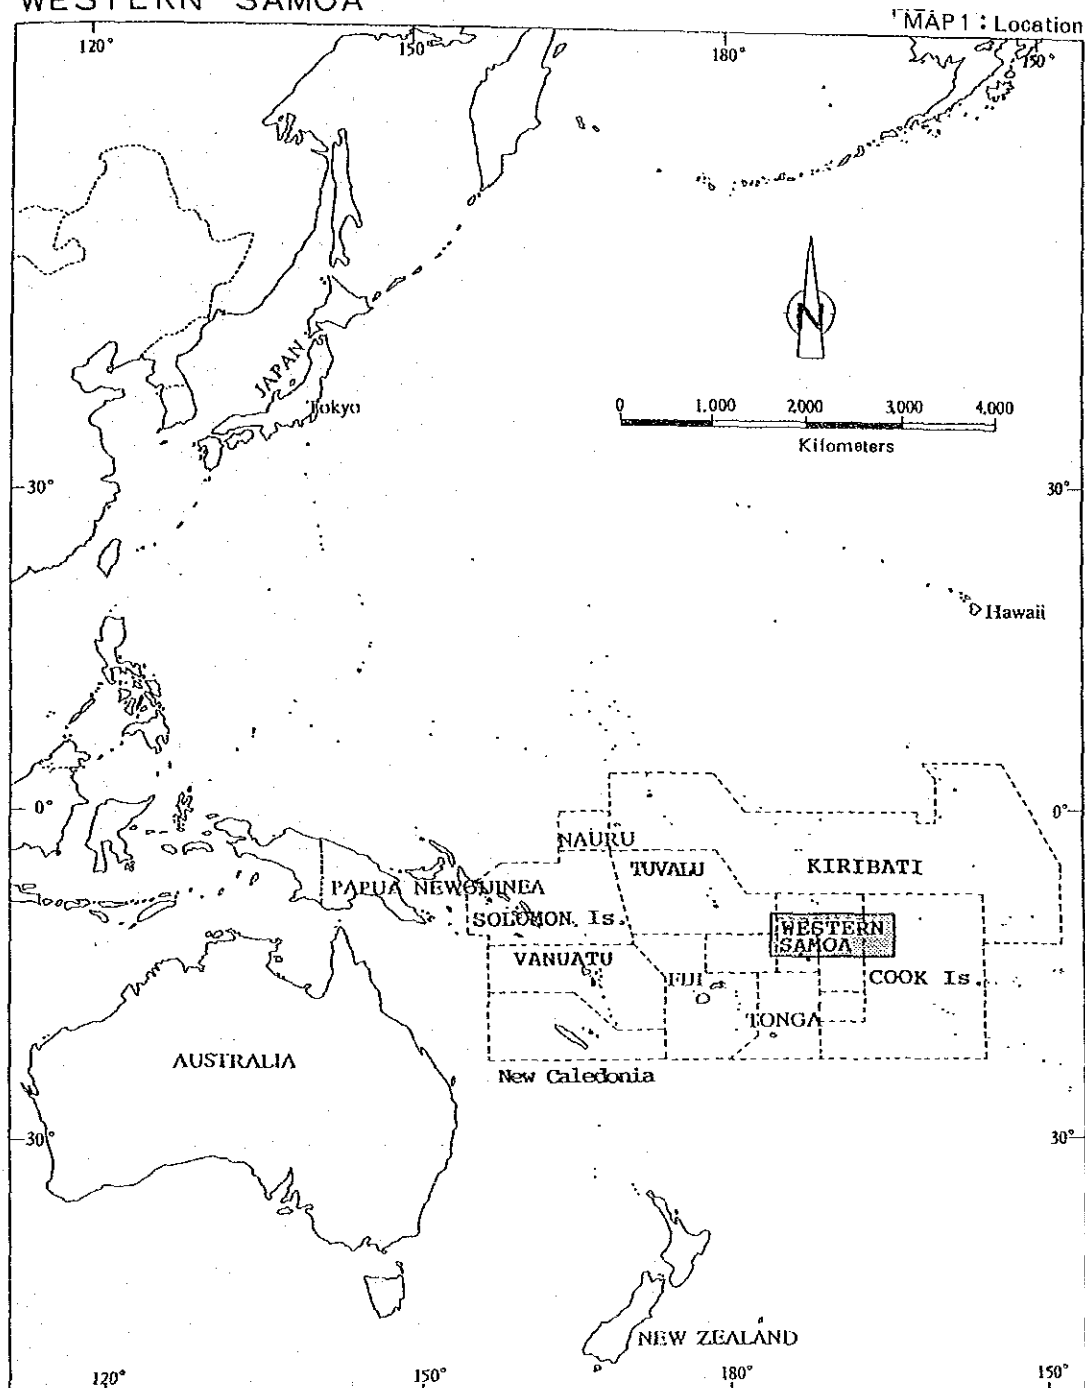 WESTERN SAMOA
MAP 1 : Location
120° 150° 180° 150°
N
JAPAN
Tokyo
0 1,000 2,000 3,000 4,000
Kilometers
30° 30°
Hawaii
0° 0°
NAURU
TUVALU
KIRIBATI
PAPUA NEW GUINEA
SOLOMON Is.
WESTERN
SAMOA
VANUATU
FIJI
COOK Is.
TONGA
AUSTRALIA
New Caledonia
30° 30°
NEW ZEALAND
120° 150° 180° 150°